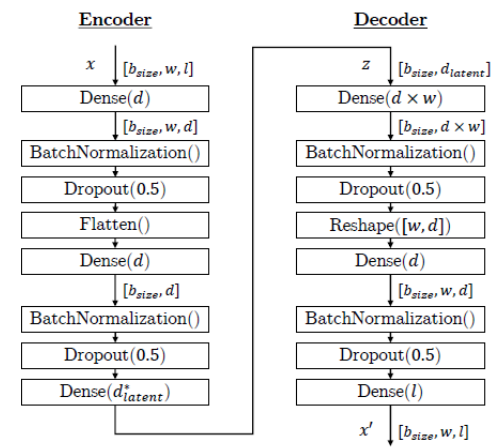 Encoder
x [b_size, w, l]
Dense(d)
[b_size, w, d]
BatchNormalization()
Dropout(0.5)
Flatten()
Dense(d)
[b_size, d]
BatchNormalization()
Dropout(0.5)
Dense(d*_latent)
Decoder
z [b_size, d_latent]
Dense(d × w)
[b_size, d × w]
BatchNormalization()
Dropout(0.5)
Reshape([w, d])
Dense(d)
[b_size, w, d]
BatchNormalization()
Dropout(0.5)
Dense(l)
x′ [b_size, w, l]